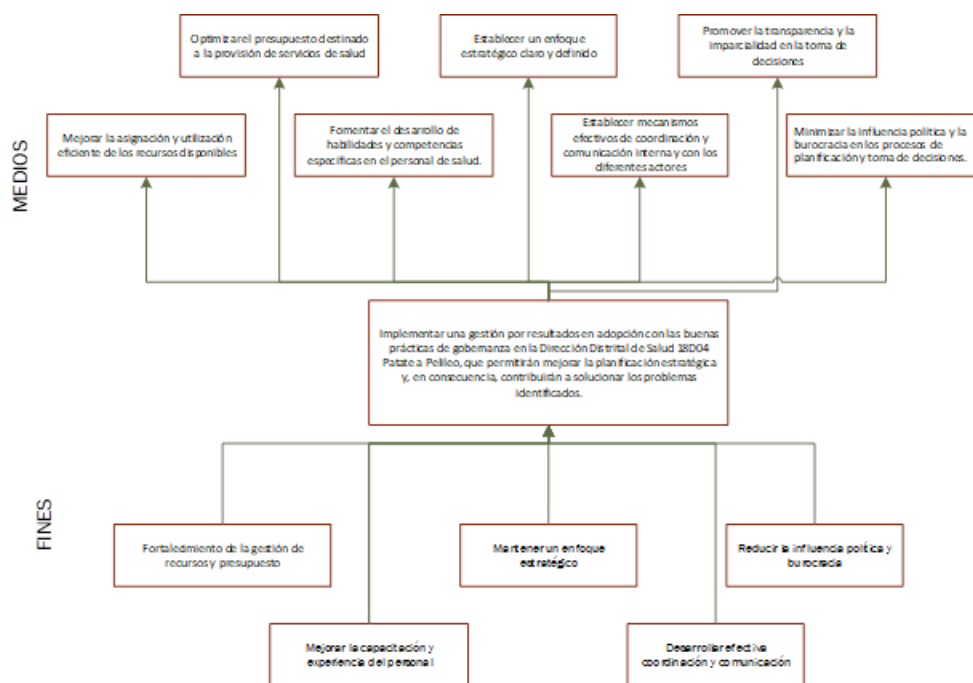 MEDIOS
Optimizar el presupuesto destinado
a la provisión de servicios de salud
Establecer un enfoque
estratégico claro y definido
Promover la transparencia y la
imparcialidad en la toma de
decisiones
Mejorar la asignación y utilización
eficiente de los recursos disponibles
Fomentar el desarrollo de
habilidades y competencias
específicas en el personal de salud.
Establecer mecanismos
efectivos de coordinación y
comunicación interna y con los
diferentes actores
Minimizar la influencia política y la
burocracia en los procesos de
planificación y toma de decisiones.
Implementar una gestión por resultados en adopción con las buenas
prácticas de gobernanza en la Dirección Distrital de Salud 18D04
Patate a Pelileo, que permitirán mejorar la planificación estratégica
y, en consecuencia, contribuirán a solucionar los problemas
identificados.
FINES
Fortalecimiento de la gestión de
recursos y presupuesto
Mantener un enfoque
estratégico
Reducir la influencia política y
burocracia
Mejorar la capacitación y
experiencia del personal
Desarrollar efectiva
coordinación y comunicación